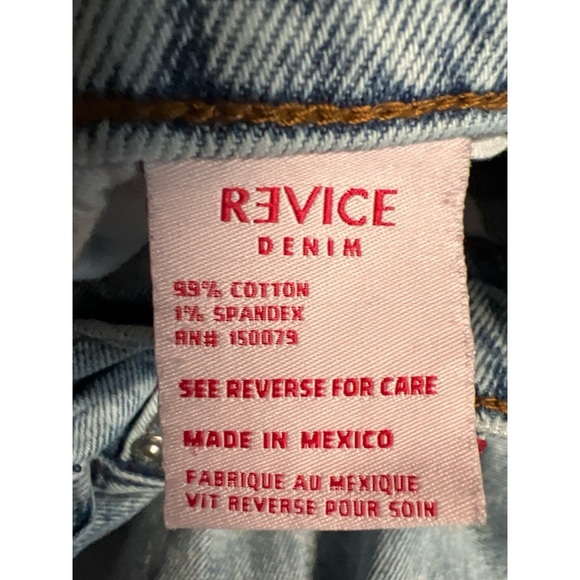 RƎVICE
DENIM
99% COTTON
1% SPANDEX
RN# 150079
SEE REVERSE FOR CARE
MADE IN MEXICO
FABRIQUE AU MEXIQUE
VIT REVERSE POUR SOIN